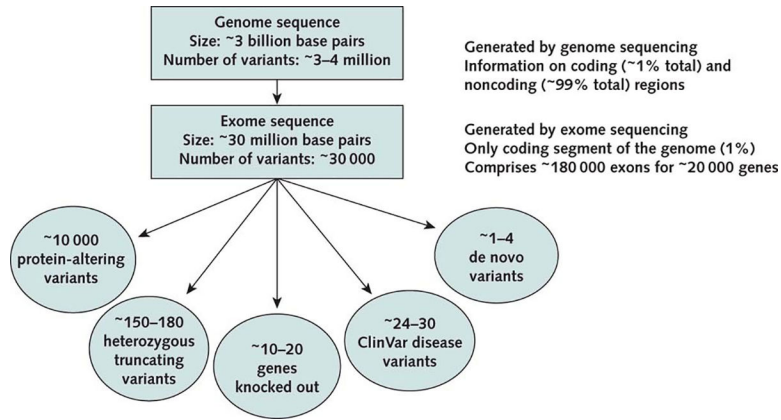 Genome sequence
Size: ~3 billion base pairs
Number of variants: ~3–4 million
Generated by genome sequencing
Information on coding (~1% total) and
noncoding (~99% total) regions
Exome sequence
Size: ~30 million base pairs
Number of variants: ~30 000
Generated by exome sequencing
Only coding segment of the genome (1%)
Comprises ~180 000 exons for ~20 000 genes
~10 000
protein-altering
variants
~150–180
heterozygous
truncating
variants
~10–20
genes
knocked out
~24–30
ClinVar disease
variants
~1–4
de novo
variants